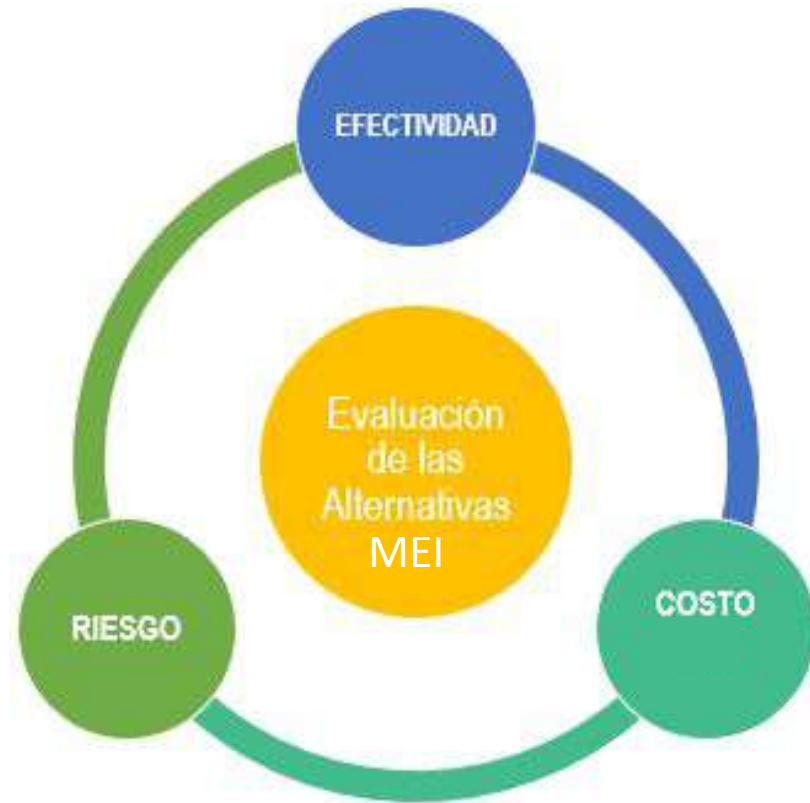 EFECTIVIDAD
Evaluación
de las
Alternativas
MEI
RIESGO
COSTO